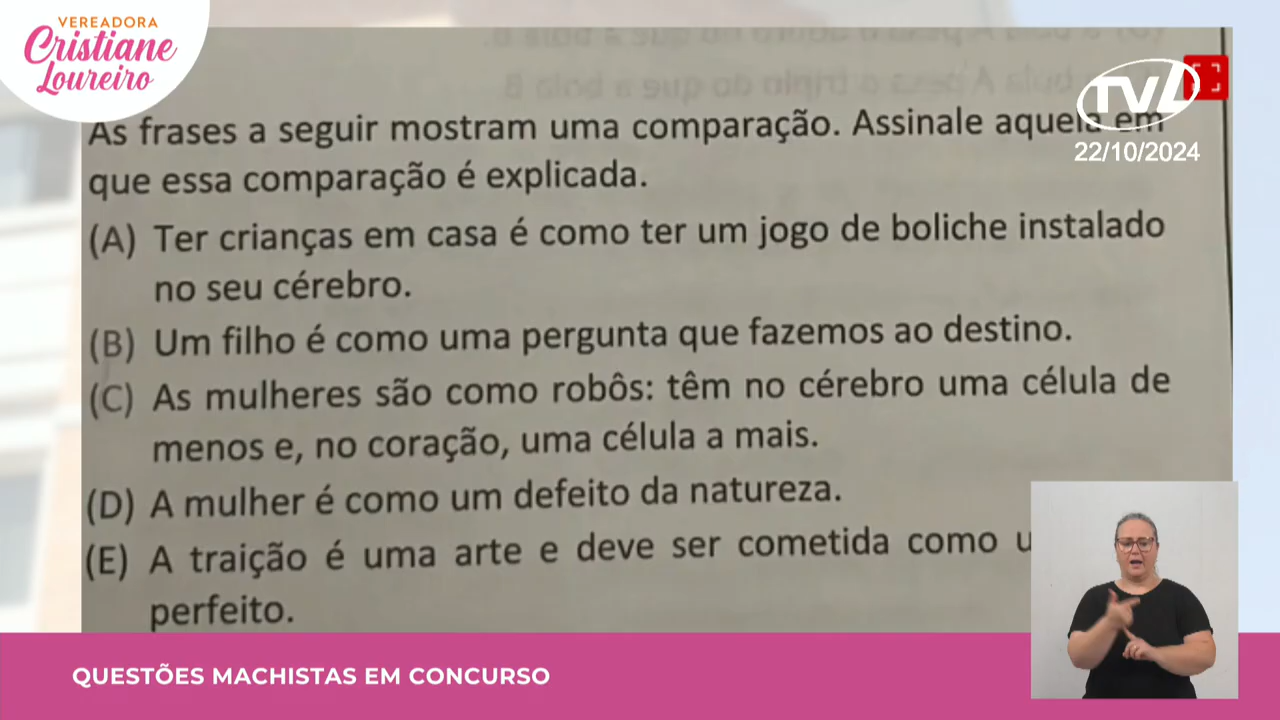 VEREADORA
Cristiane
Loureiro
TVL
22/10/2024
As frases a seguir mostram uma comparação. Assinale aquela em
que essa comparação é explicada.
(A) Ter crianças em casa é como ter um jogo de boliche instalado
no seu cérebro.
(B) Um filho é como uma pergunta que fazemos ao destino.
(C) As mulheres são como robôs: têm no cérebro uma célula de
menos e, no coração, uma célula a mais.
(D) A mulher é como um defeito da natureza.
(E) A traição é uma arte e deve ser cometida como
perfeito.
QUESTÕES MACHISTAS EM CONCURSO